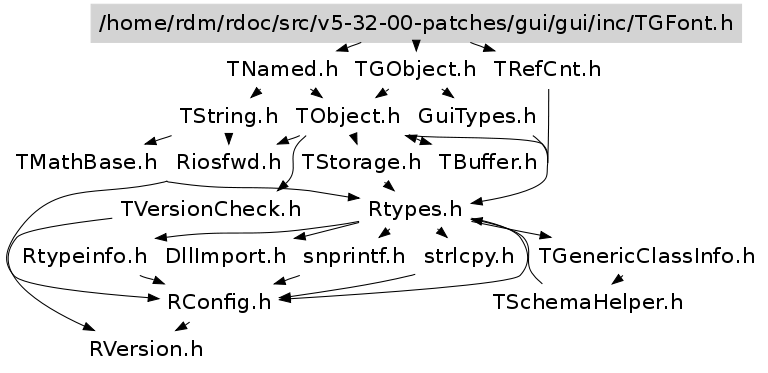 /home/rdm/rdoc/src/v5-32-00-patches/gui/gui/inc/TGFont.h
TNamed.h TGObject.h TRefCnt.h
TString.h TObject.h GuiTypes.h
TMathBase.h Riosfwd.h TStorage.h TBuffer.h
TVersionCheck.h Rtypes.h
Rtypeinfo.h DllImport.h snprintf.h strlcpy.h TGenericClassInfo.h
RConfig.h TSchemaHelper.h
RVersion.h